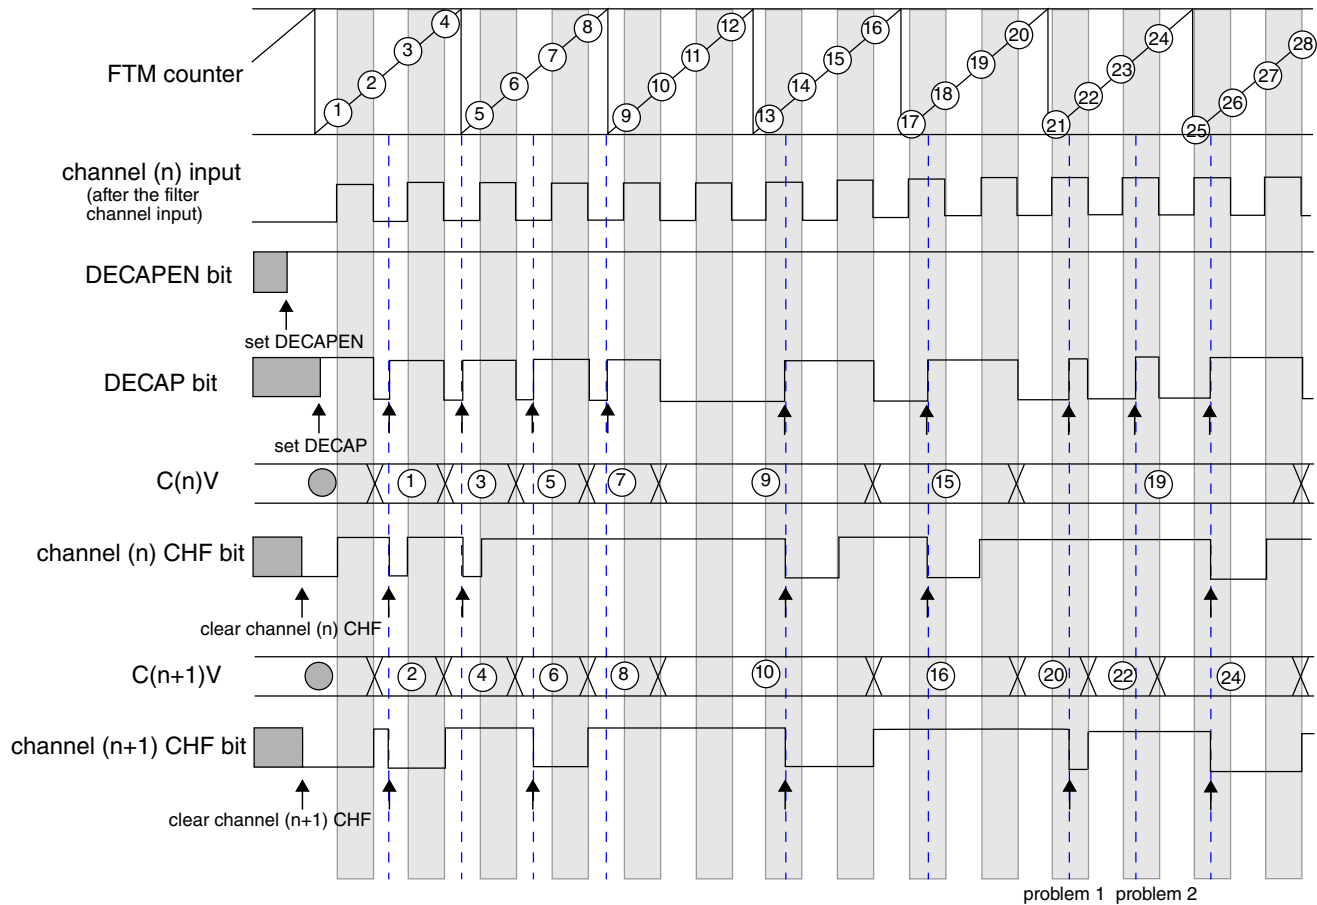 FTM counter
1 2 3 4 5 6 7 8 9 10 11 12 13 14 15 16 17 18 19 20 21 22 23 24 25 26 27 28
channel (n) input
(after the filter
channel input)
DECAPEN bit
set DECAPEN
DECAP bit
set DECAP
C(n)V
1 3 5 7 9 15 19
channel (n) CHF bit
clear channel (n) CHF
C(n+1)V
2 4 6 8 10 16 20 22 24
channel (n+1) CHF bit
clear channel (n+1) CHF
problem 1 problem 2